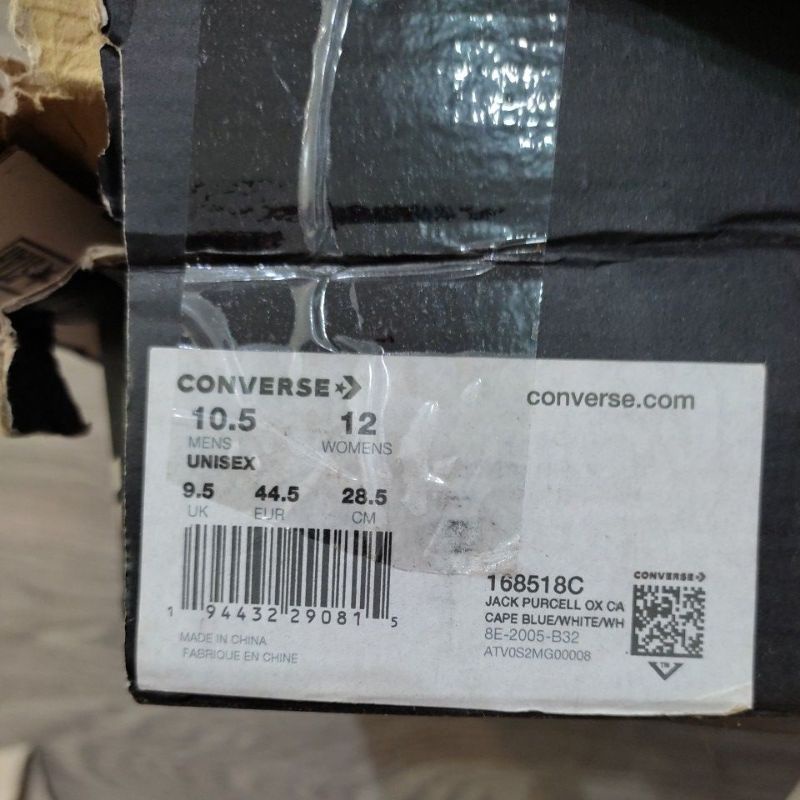 CONVERSE
converse.com
10.5 12
MENS WOMENS
UNISEX
9.5 44.5 28.5
UK EUR CM
1 94432 29081 5
MADE IN CHINA
FABRIQUE EN CHINE
168518C
JACK PURCELL OX CA
CAPE BLUE/WHITE/WH
8E-2005-B32
ATV0S2MG00008
CONVERSE
TM